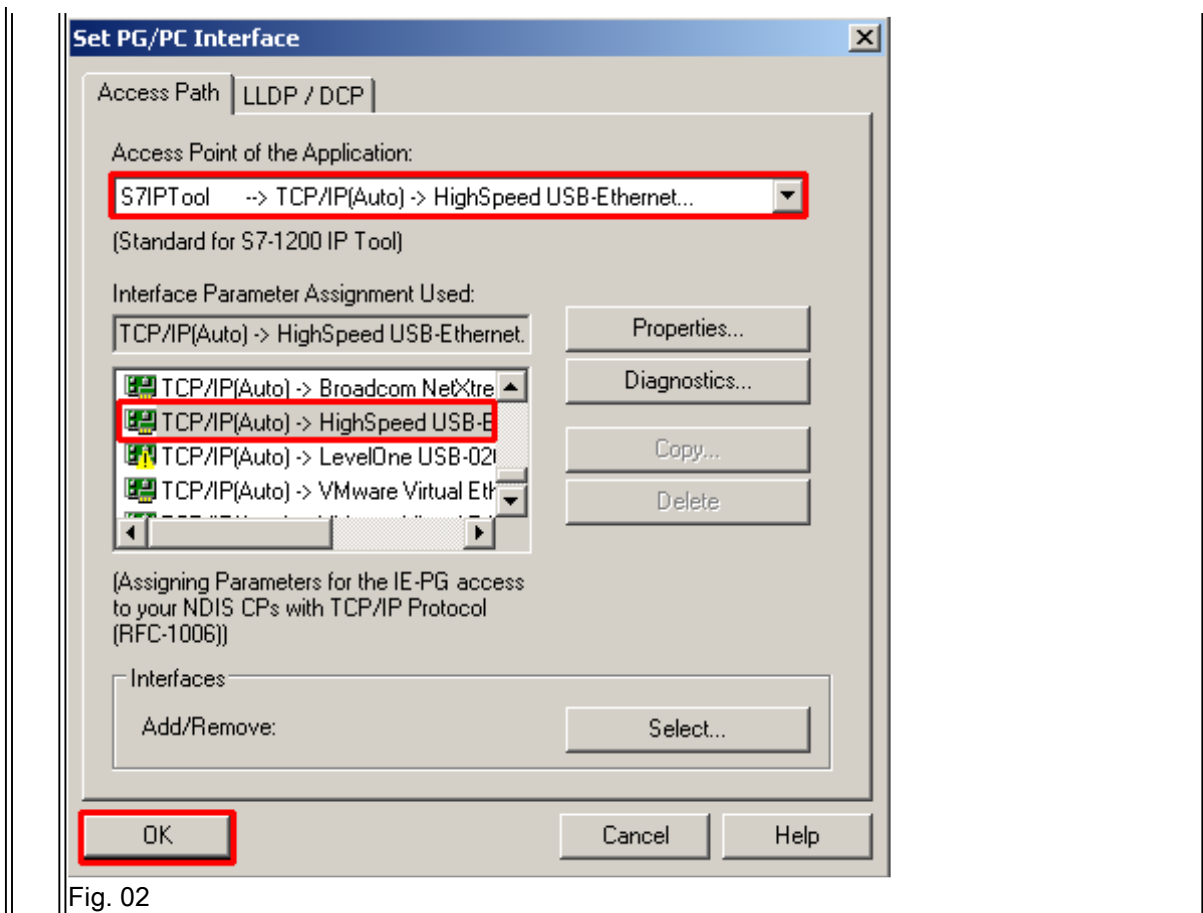 Set PG/PC Interface
Access Path
LLDP / DCP
Access Point of the Application:
S7IPTool --> TCP/IP(Auto) -> HighSpeed USB-Ethernet...
(Standard for S7-1200 IP Tool)
Interface Parameter Assignment Used:
TCP/IP(Auto) -> HighSpeed USB-Ethernet.
Properties...
Diagnostics...
TCP/IP(Auto) -> Broadcom NetXtre
TCP/IP(Auto) -> HighSpeed USB-E
TCP/IP(Auto) -> LevelOne USB-020
TCP/IP(Auto) -> VMware Virtual Eth
Copy...
Delete
(Assigning Parameters for the IE-PG access
to your NDIS CPs with TCP/IP Protocol
(RFC-1006))
Interfaces
Add/Remove:
Select...
OK
Cancel
Help
Fig. 02